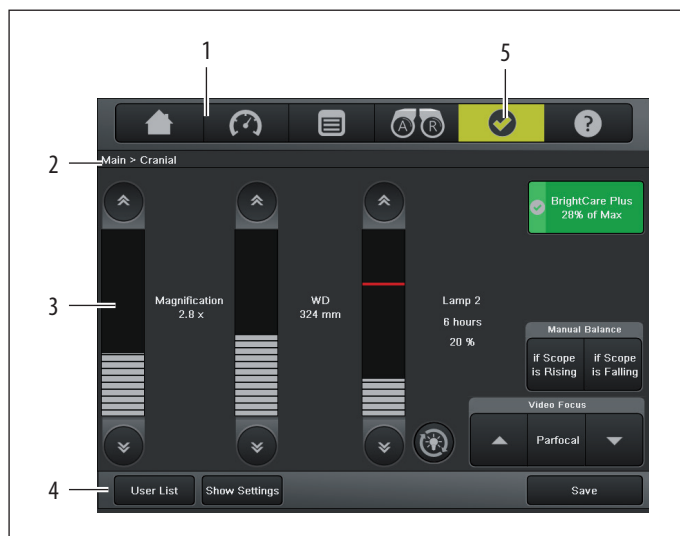 1
5
A R
?
2
Main > Cranial
BrightCare Plus
28% of Max
3
Magnification
2.8 x
WD
324 mm
Lamp 2
6 hours
20 %
Manual Balance
if Scope
is Rising
if Scope
is Falling
Video Focus
Parfocal
4
User List
Show Settings
Save